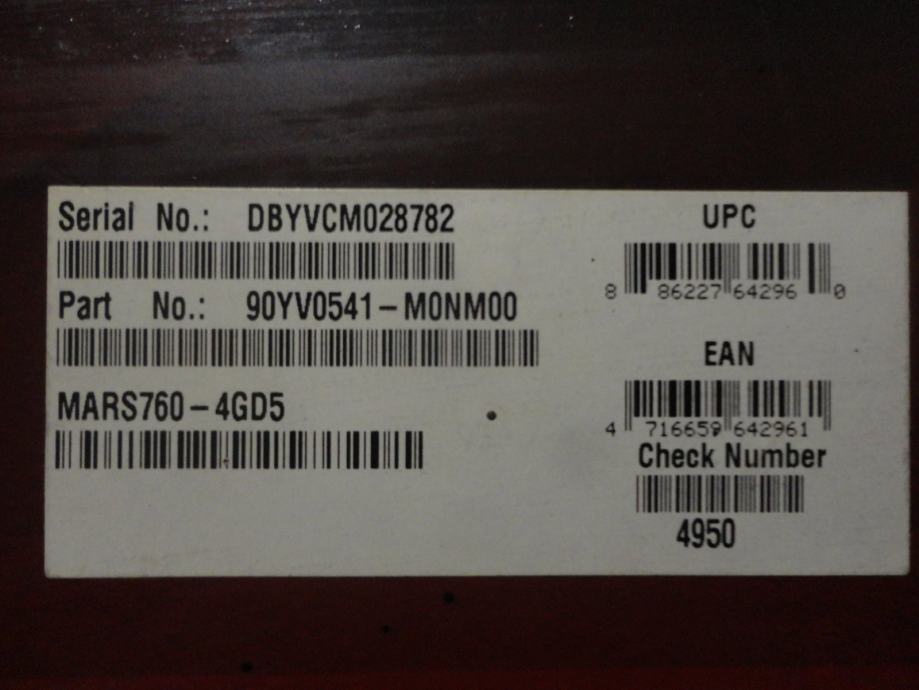 Serial No.: DBYVCM028782
Part No.: 90YV0541-M0NM00
MARS760-4GD5
UPC
8 86227 64296 0
EAN
4 716659 642961
Check Number
4950